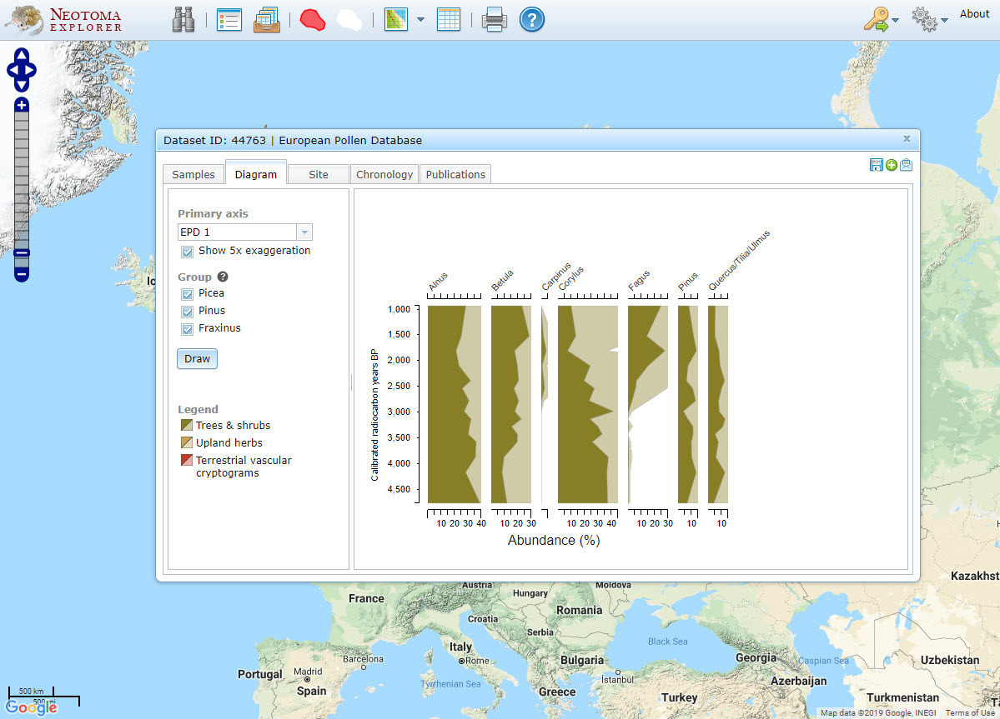 NEOTOMA
EXPLORER
About
Dataset ID: 44763 | European Pollen Database
Samples
Diagram
Site
Chronology
Publications
Primary axis
EPD 1
Show 5x exaggeration
Group
Picea
Pinus
Fraxinus
Draw
Legend
Trees & shrubs
Upland herbs
Terrestrial vascular
cryptograms
Alnus
Betula
Carpinus
Corylus
Fagus
Pinus
Quercus/Tilia/Ulmus
Calibrated radiocarbon years BP
1,000
1,500
2,000
2,500
3,000
3,500
4,000
4,500
10 20 30 40
10 20 30
10 20 30 40
10 20 30
10
10
Abundance (%)
Austria
Hungary
Moldova
Kazakhst
France
Croatia
Romania
Serbia
Italy
Black Sea
Barcelona
Rome
Bulgaria
Georgia
Caspian Sea
Uzbekistan
Portugal
Madrid
Spain
Tyrrhenian Sea
Istanbul
Azerbaijan
Greece
Turkey
Turkmenistan
500 km
500 mi
Google
Map data ©2019 Google, INEGI
Terms of Use